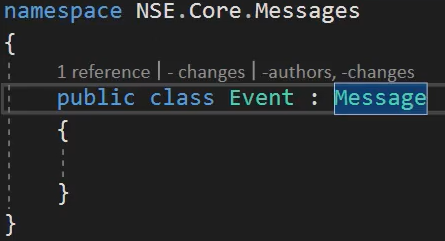 namespace NSE.Core.Messages
{
1 reference | - changes | -authors, -changes
public class Event : Message
{
}
}